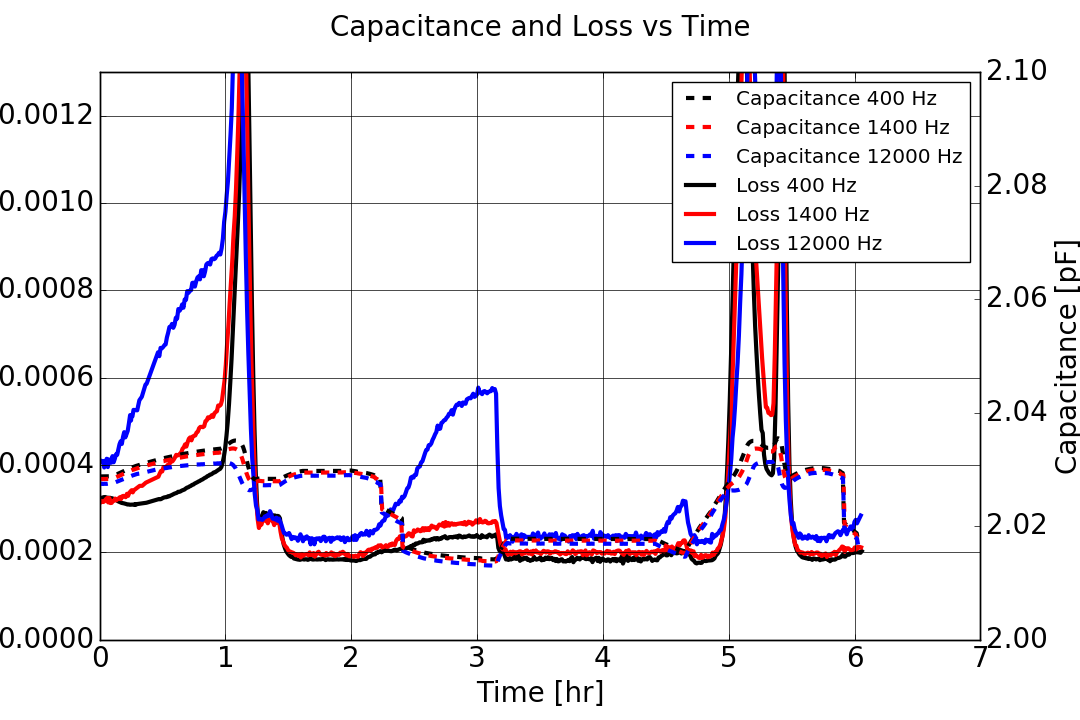 Capacitance and Loss vs Time
0.0012
0.0010
0.0008
0.0006
0.0004
0.0002
0.0000
2.10
2.08
2.06
2.04
2.02
2.00
Capacitance [pF]
Capacitance 400 Hz
Capacitance 1400 Hz
Capacitance 12000 Hz
Loss 400 Hz
Loss 1400 Hz
Loss 12000 Hz
0 1 2 3 4 5 6 7
Time [hr]